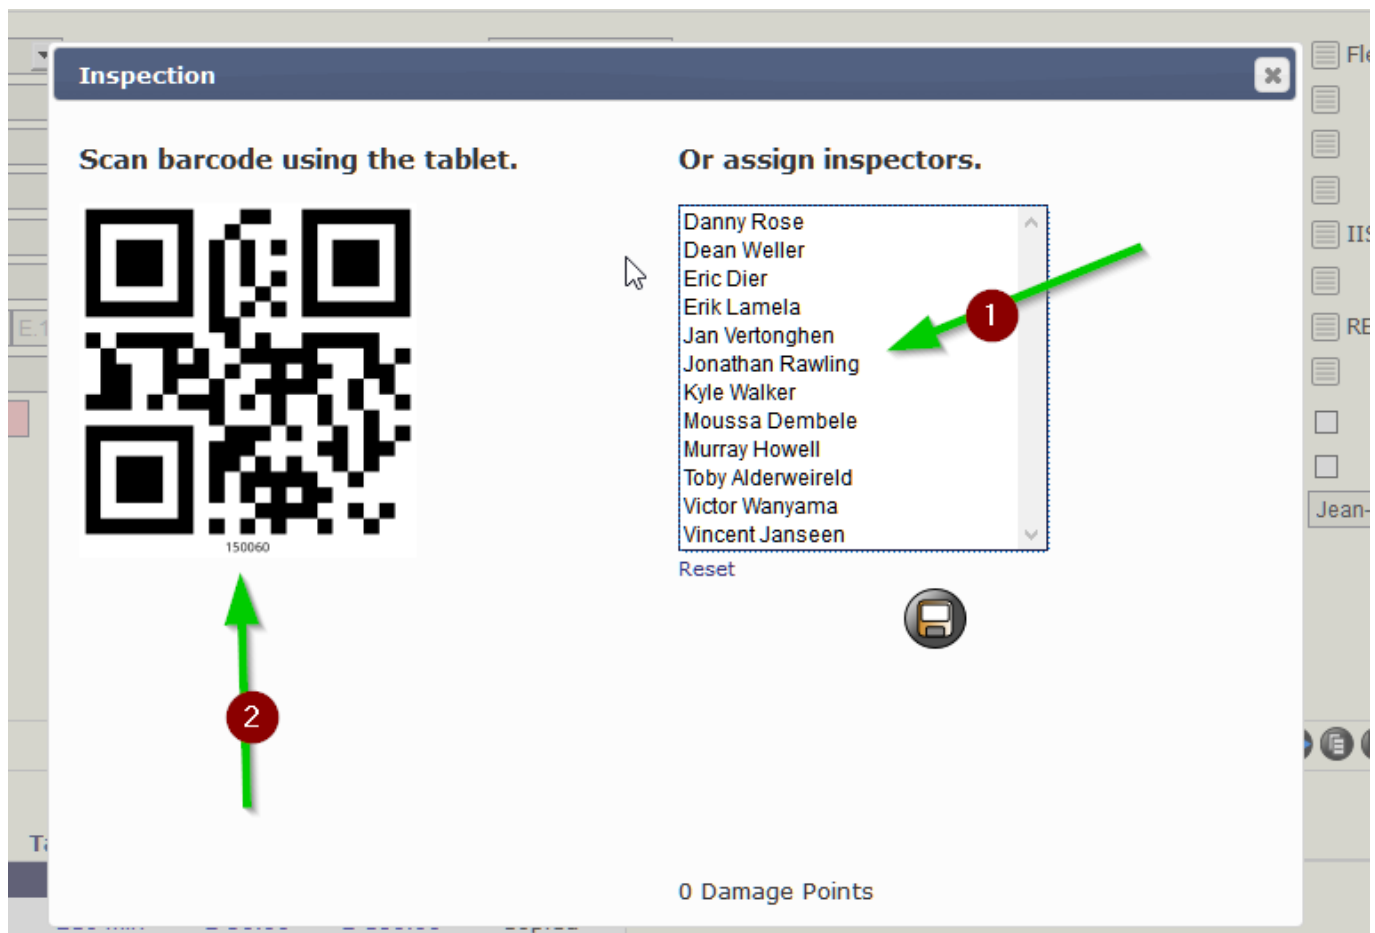 Inspection
Scan barcode using the tablet.
Or assign inspectors.
Danny Rose
Dean Weller
Eric Dier
Erik Lamela
Jan Vertonghen
Jonathan Rawling
Kyle Walker
Moussa Dembele
Murray Howell
Toby Alderweireld
Victor Wanyama
Vincent Janseen
Reset
150060
1
2
0 Damage Points
E.1
Jean-